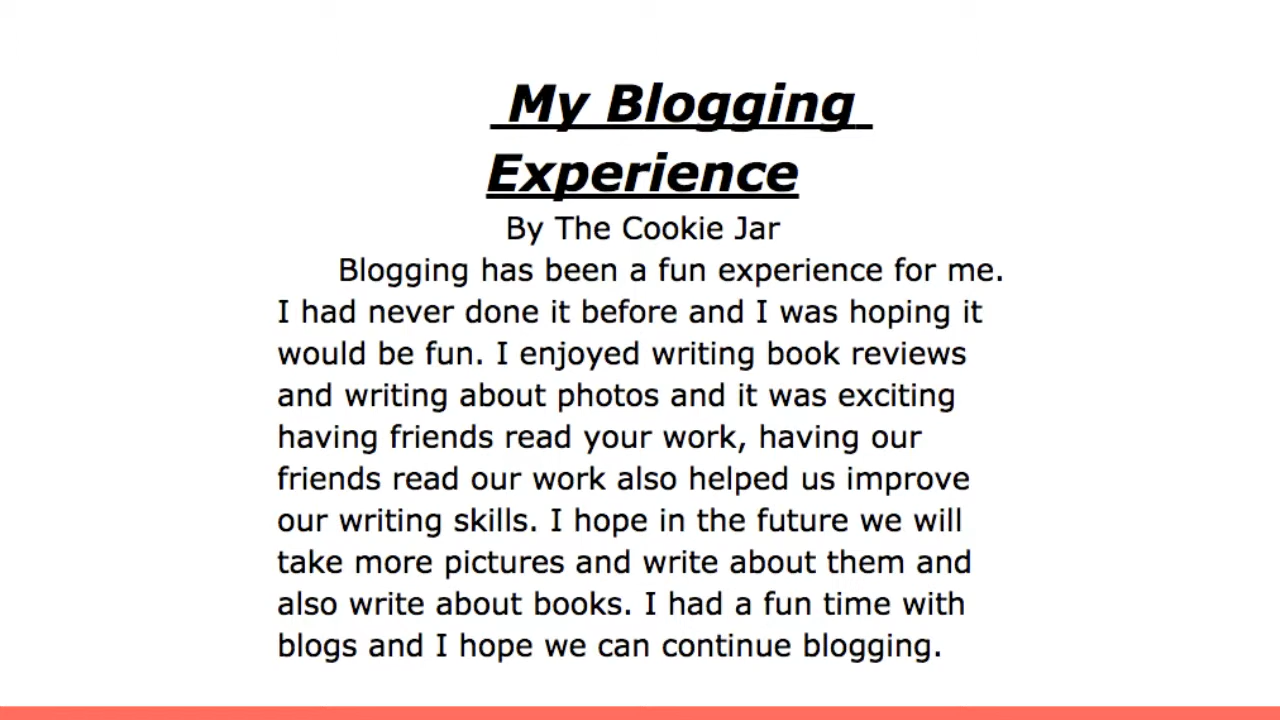 My Blogging
Experience
By The Cookie Jar
Blogging has been a fun experience for me.
I had never done it before and I was hoping it
would be fun. I enjoyed writing book reviews
and writing about photos and it was exciting
having friends read your work, having our
friends read our work also helped us improve
our writing skills. I hope in the future we will
take more pictures and write about them and
also write about books. I had a fun time with
blogs and I hope we can continue blogging.